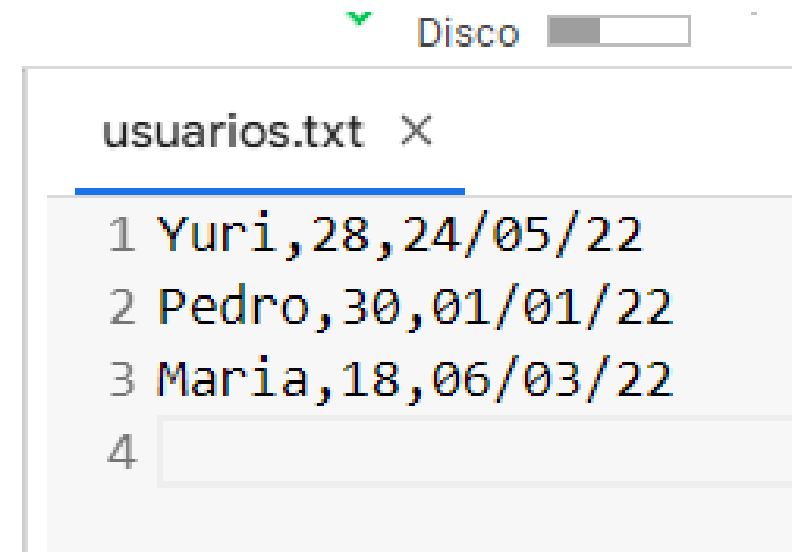 Disco
usuarios.txt
1 Yuri,28,24/05/22
2 Pedro,30,01/01/22
3 Maria,18,06/03/22
4